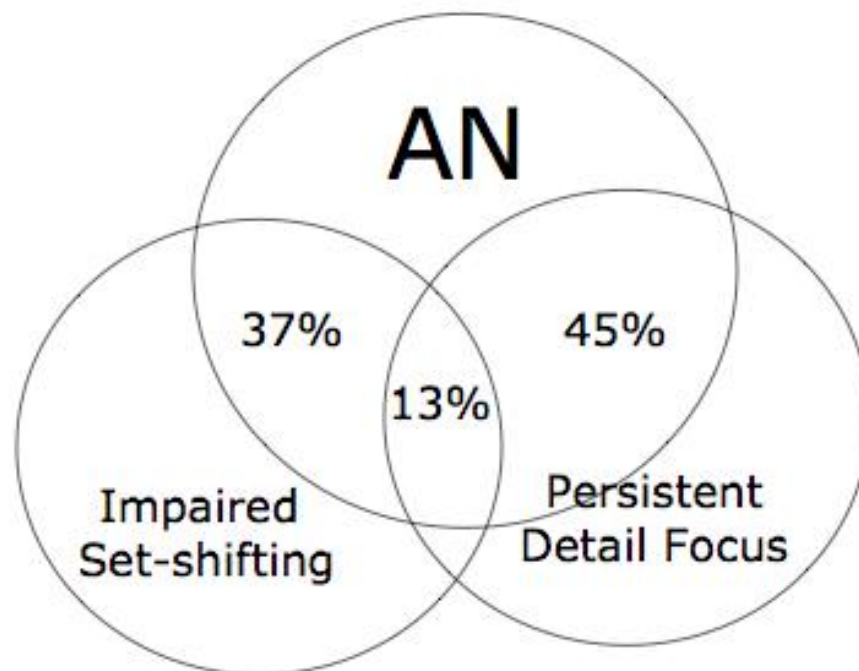 AN
37%
45%
13%
Impaired
Set-shifting
Persistent
Detail Focus